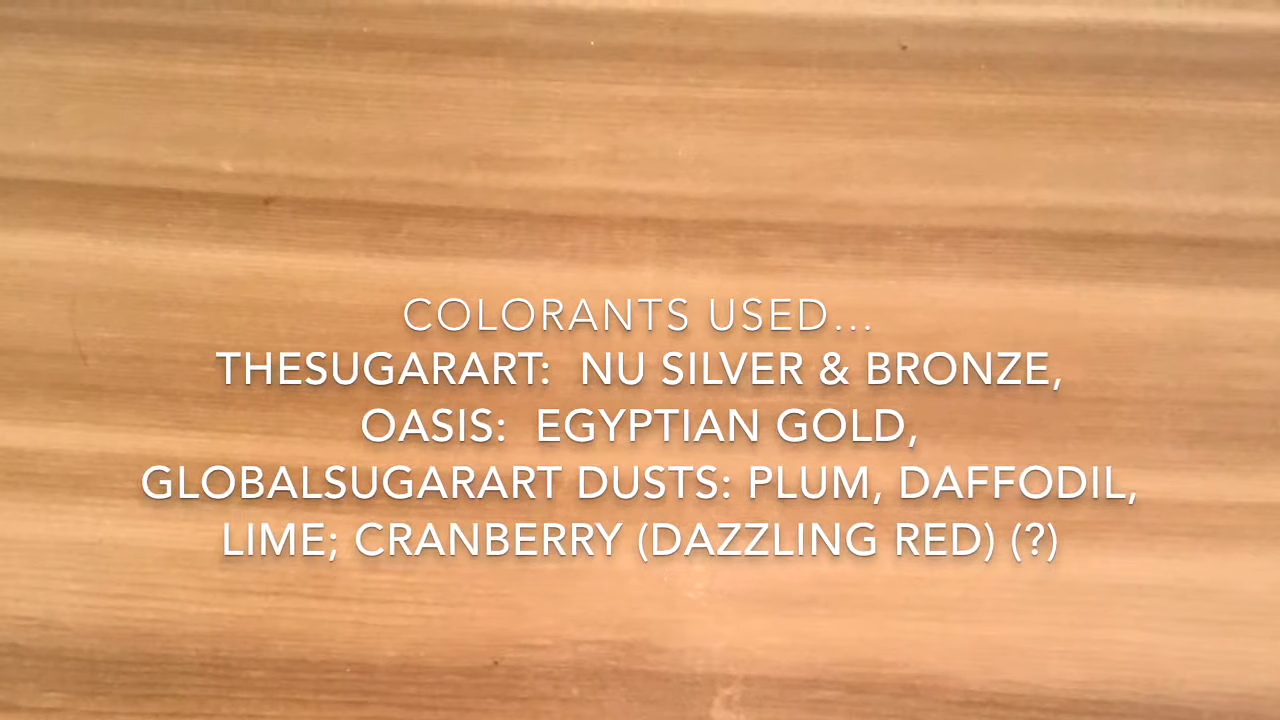 COLORANTS USED...
THESUGARART:  NU SILVER & BRONZE,
OASIS:  EGYPTIAN GOLD,
GLOBALSUGARART DUSTS: PLUM, DAFFODIL,
LIME; CRANBERRY (DAZZLING RED) (?)